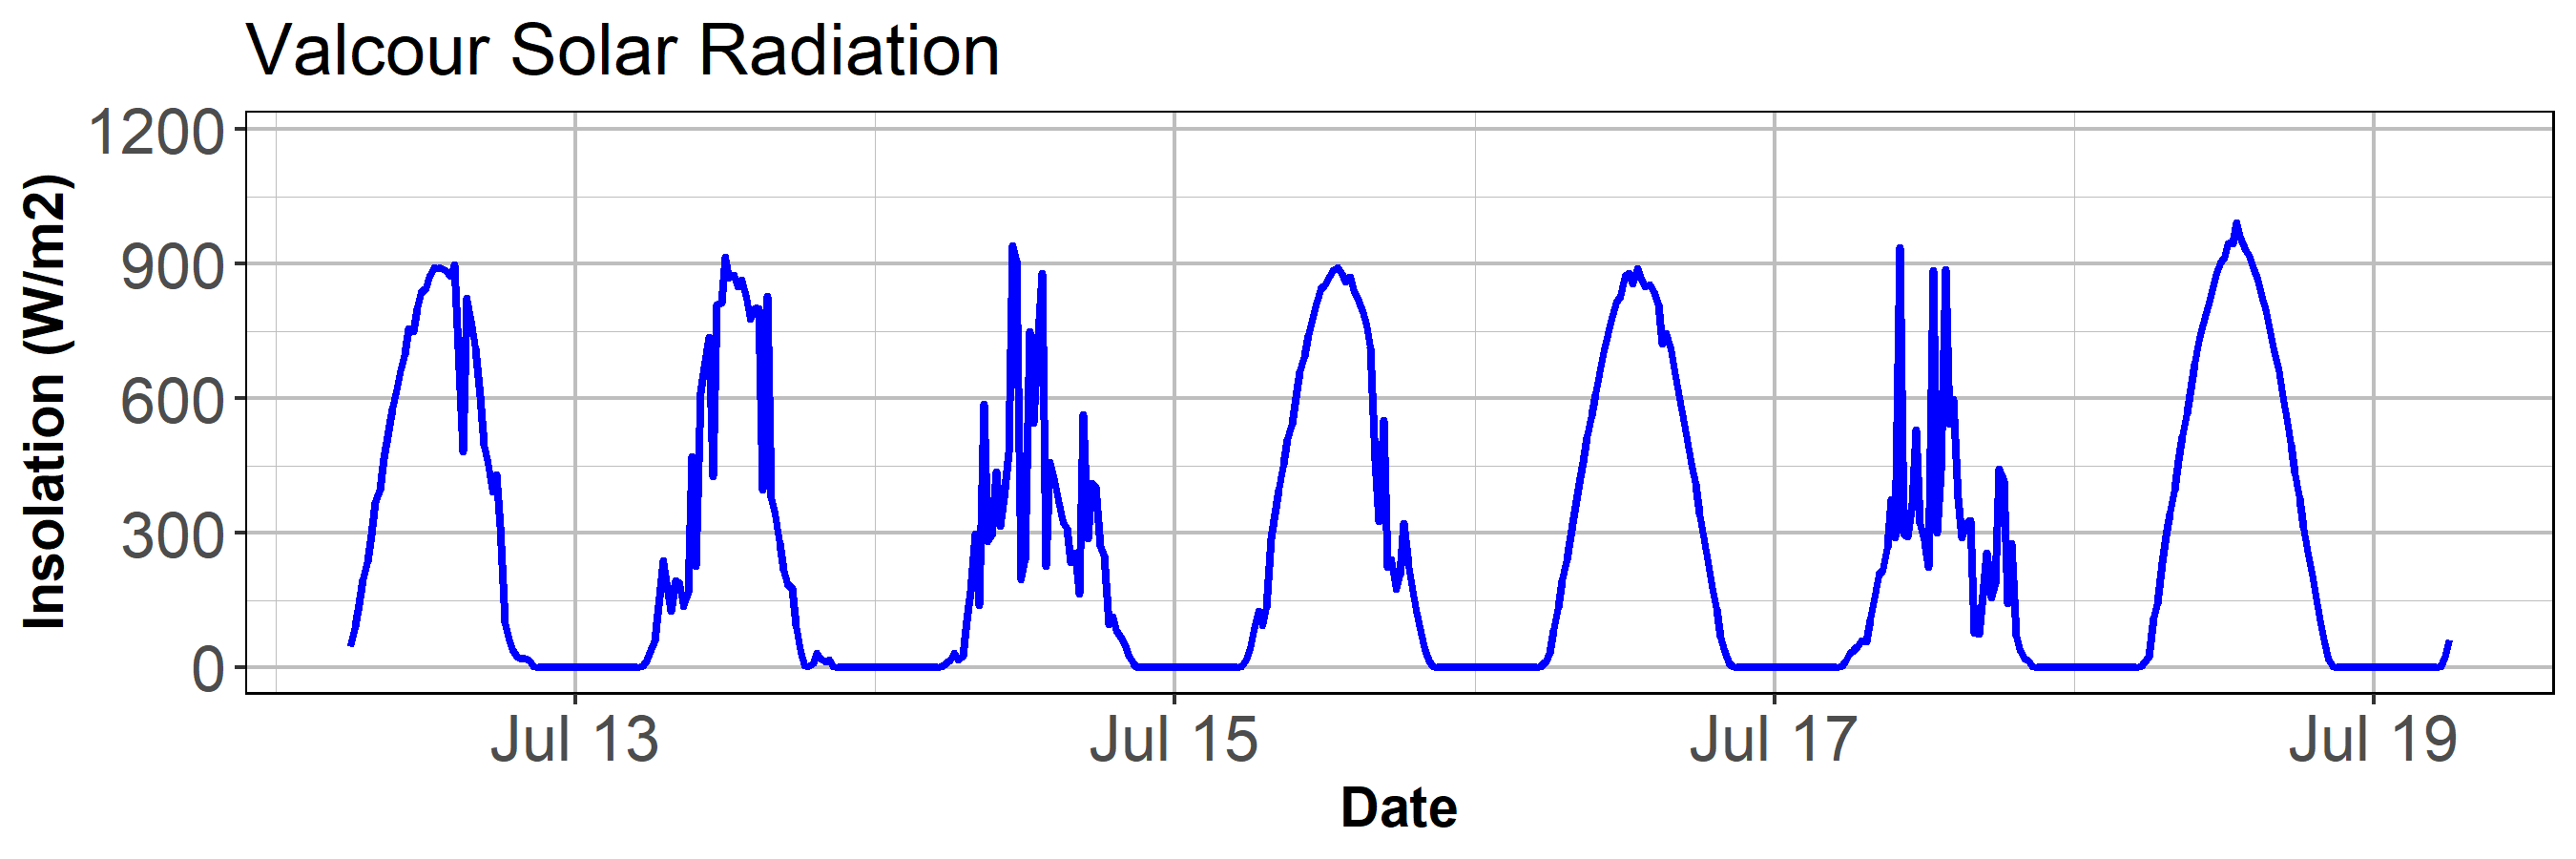 Valcour Solar Radiation
Insolation (W/m2)
1200
900
600
300
0
Jul 13
Jul 15
Jul 17
Jul 19
Date